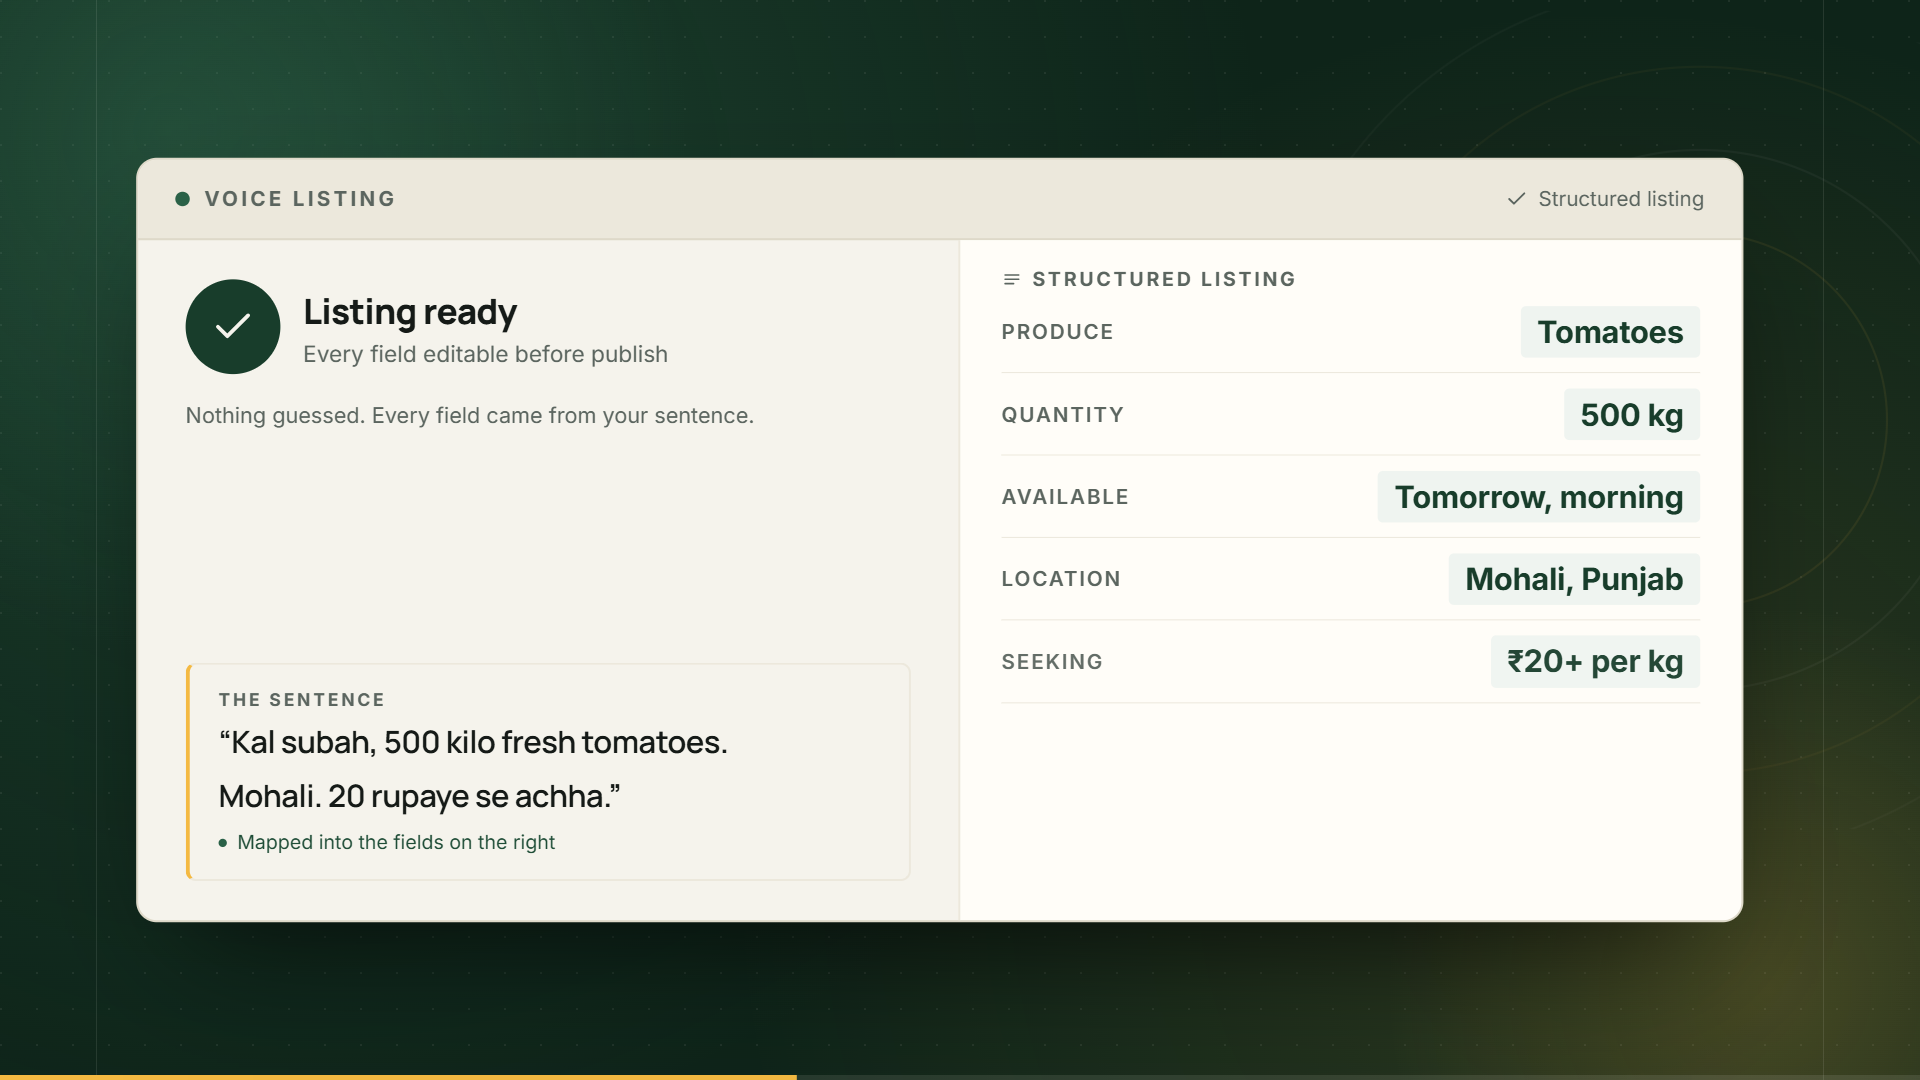 VOICE LISTING
Structured listing
Listing ready
Every field editable before publish
Nothing guessed. Every field came from your sentence.
THE SENTENCE
“Kal subah, 500 kilo fresh tomatoes.
Mohali. 20 rupaye se achha.”
Mapped into the fields on the right
STRUCTURED LISTING
PRODUCE Tomatoes
QUANTITY 500 kg
AVAILABLE Tomorrow, morning
LOCATION Mohali, Punjab
SEEKING ₹20+ per kg